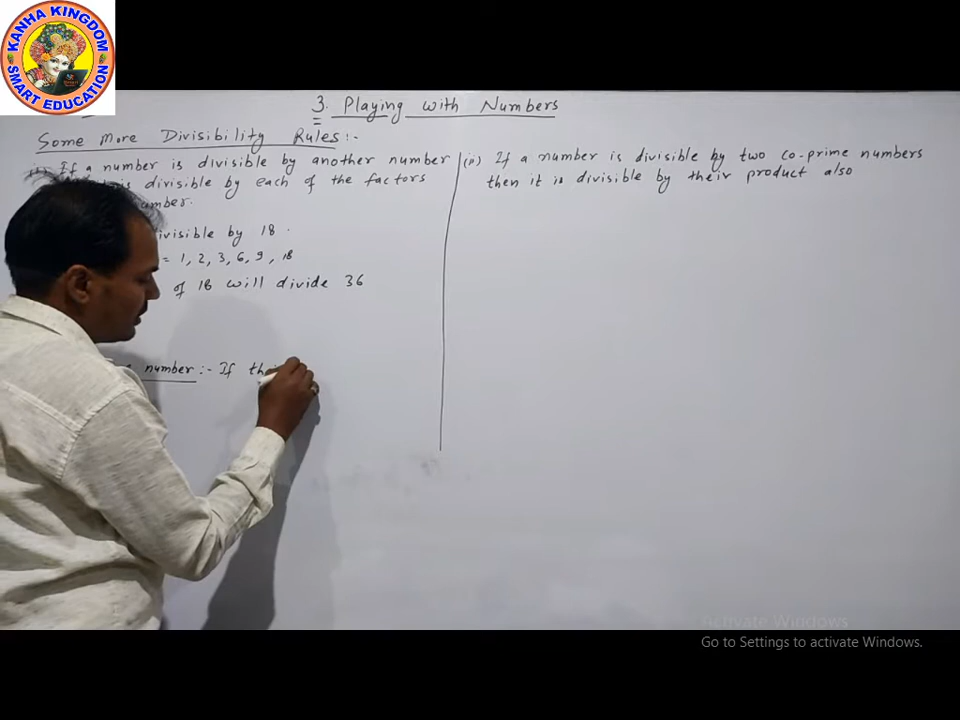 KANHA KINGDOM
SMART EDUCATION
3. Playing with Numbers
Some More Divisibility Rules :-
(i) If a number is divisible by another number
is divisible by each of the factors
number.
divisible by 18.
= 1, 2, 3, 6, 9, 18
of 18 will divide 36
number :- If
(ii) If a number is divisible by two co-prime numbers
then it is divisible by their product also
Activate Windows
Go to Settings to activate Windows.